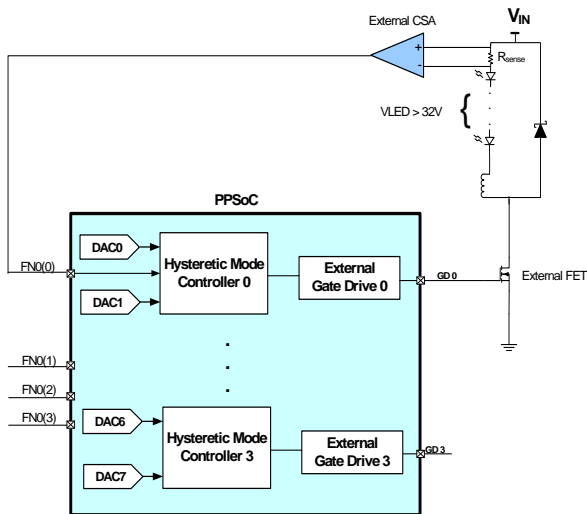 External CSA
VIN
+
-
Rsense
VLED > 32V
{
PPSoC
DAC0
FN0(0)
Hysteretic Mode
Controller 0
External
Gate Drive 0
GD 0
External FET
DAC1
.
.
.
FN0(1)
FN0(2)
FN0(3)
DAC6
Hysteretic Mode
Controller 3
External
Gate Drive 3
GD 3
DAC7